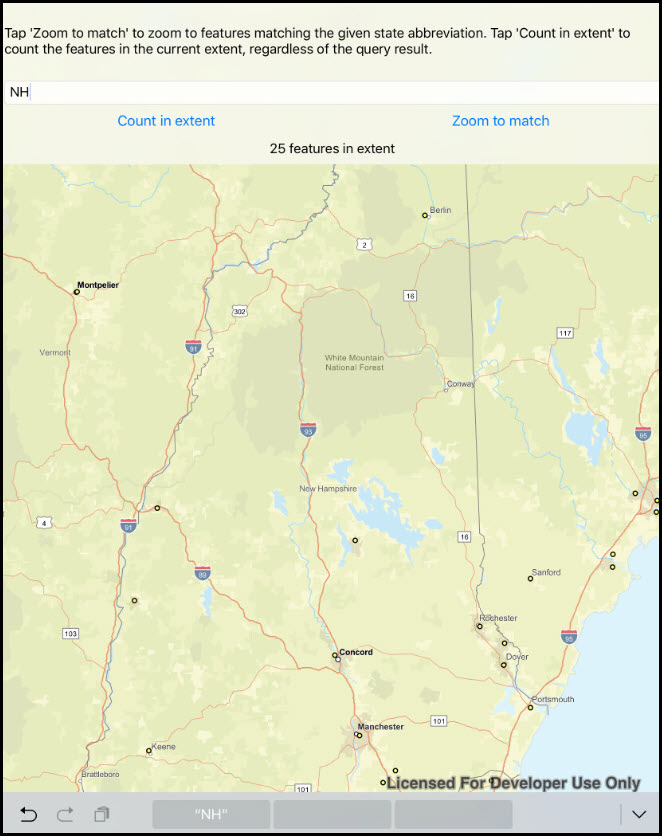 Tap 'Zoom to match' to zoom to features matching the given state abbreviation. Tap 'Count in extent' to
count the features in the current extent, regardless of the query result.
NH
Count in extent
Zoom to match
25 features in extent
Berlin
2
Montpelier
16
302
117
91
Vermont
White Mountain
National Forest
Conway
93
95
New Hampshire
4
91
16
89
Sanford
Rochester
103
95
Concord
Dover
Portsmouth
101
Manchester
Keene
Brattleboro
Licensed For Developer Use Only
101
"NH"